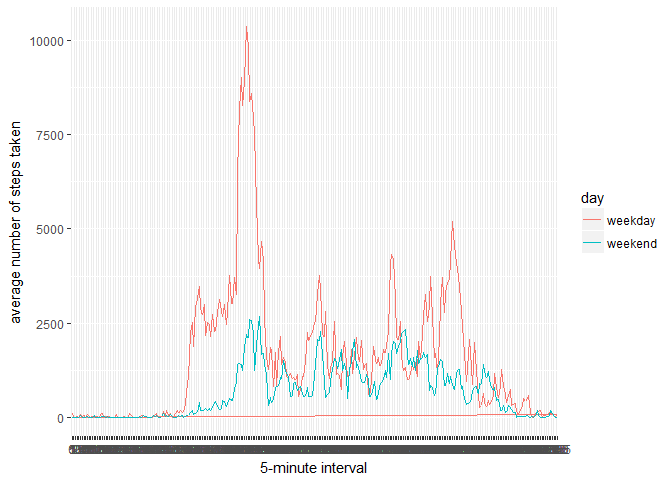 10000
7500
5000
2500
0
average number of steps taken
5-minute interval
day
weekday
weekend